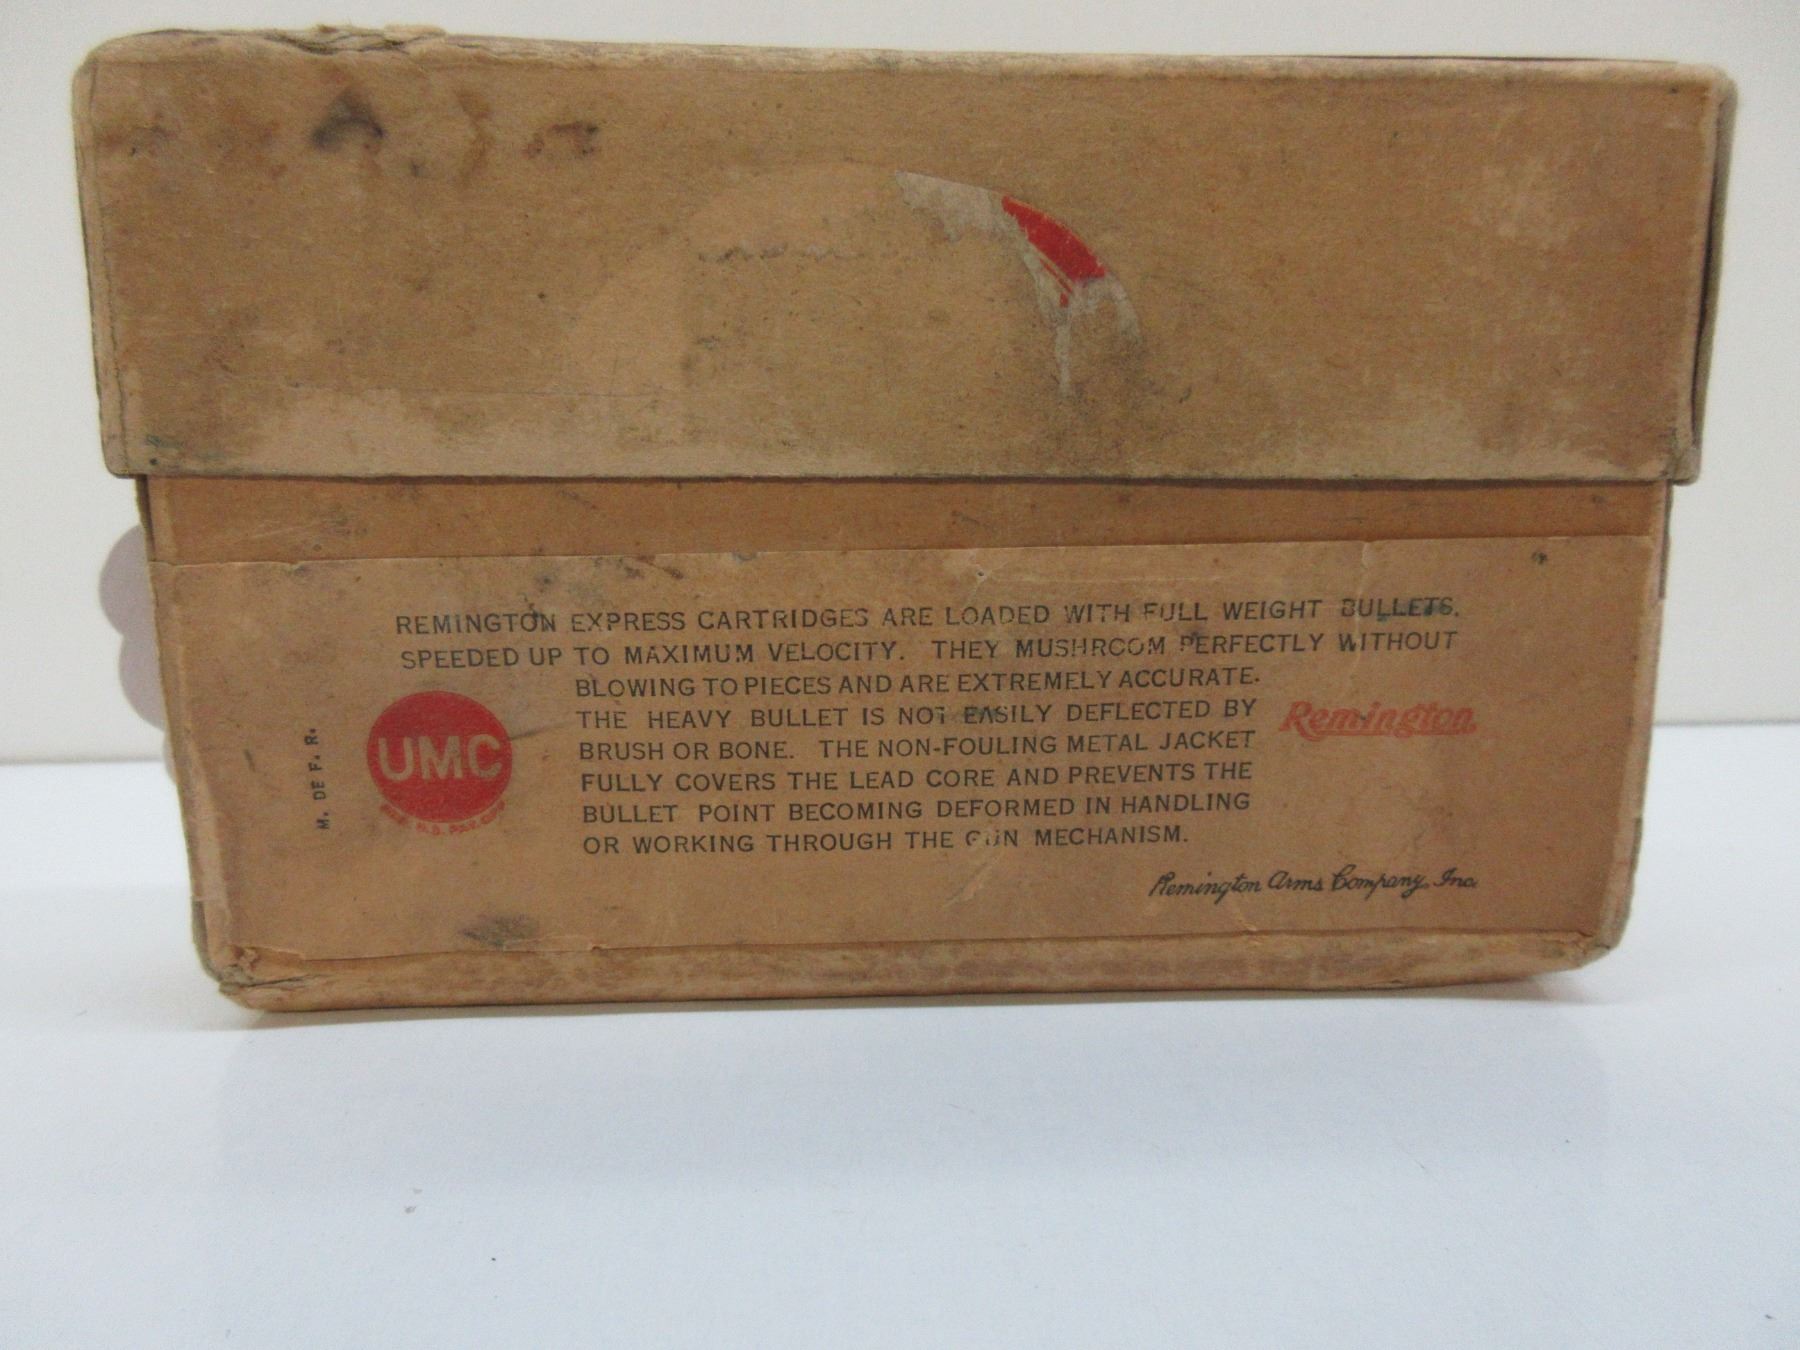 REMINGTON EXPRESS CARTRIDGES ARE LOADED WITH FULL WEIGHT BULLETS.
SPEEDED UP TO MAXIMUM VELOCITY. THEY MUSHROOM PERFECTLY WITHOUT
BLOWING TO PIECES AND ARE EXTREMELY ACCURATE.
THE HEAVY BULLET IS NOT EASILY DEFLECTED BY
BRUSH OR BONE. THE NON-FOULING METAL JACKET
FULLY COVERS THE LEAD CORE AND PREVENTS THE
BULLET POINT BECOMING DEFORMED IN HANDLING
OR WORKING THROUGH THE GUN MECHANISM.
M. DE F. R.
UMC
REG. U.S. PAT. OFF.
Remington.
Remington Arms Company, Inc.